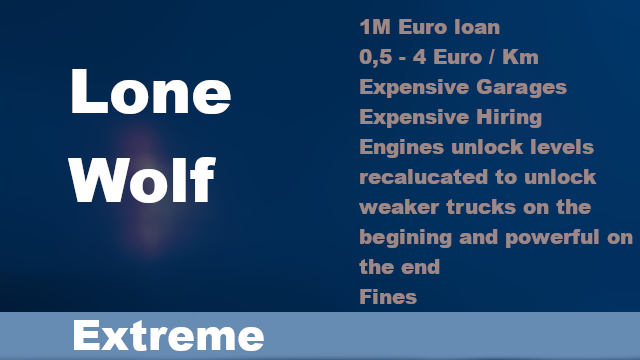 Lone
Wolf
Extreme
1M Euro loan
0,5 - 4 Euro / Km
Expensive Garages
Expensive Hiring
Engines unlock levels
recalucated to unlock
weaker trucks on the
begining and powerful on
the end
Fines